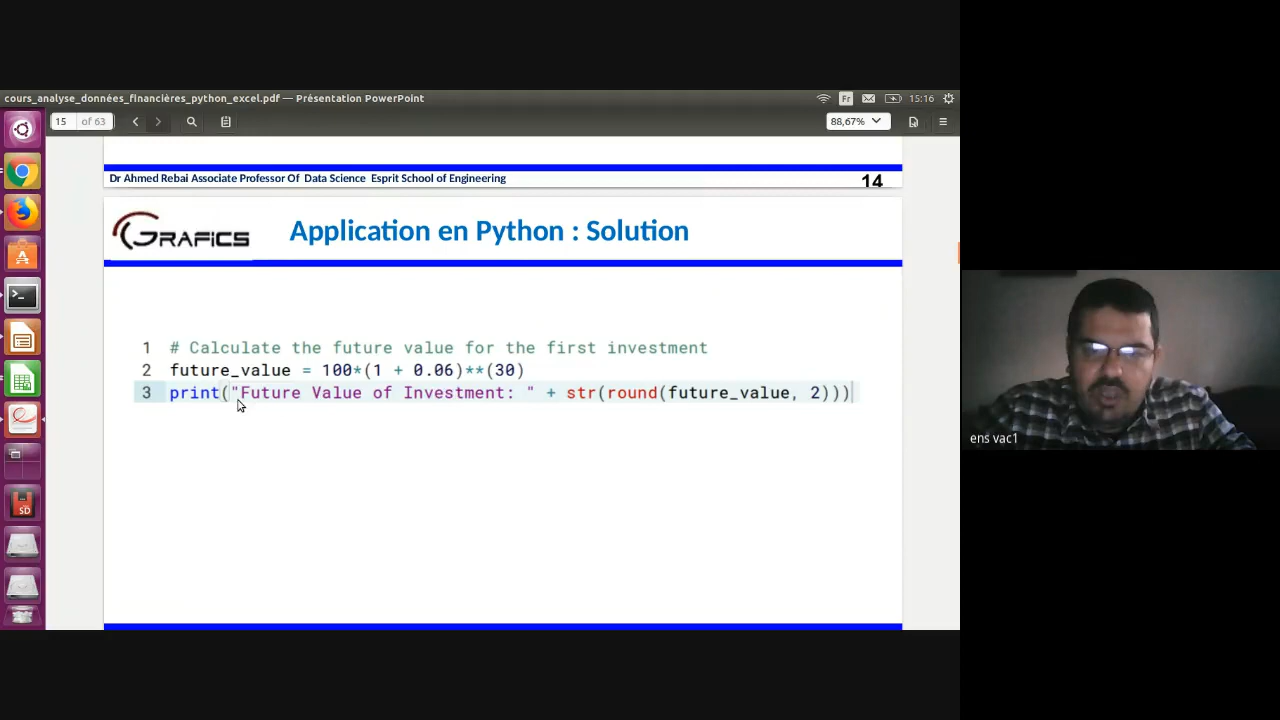 cours_analyse_données_financières_python_excel.pdf — Présentation PowerPoint
Fr
15:16
15 of 63
88,67%
Dr Ahmed Rebai Associate Professor Of Data Science Esprit School of Engineering
14
GRAFICS
Application en Python : Solution
1 # Calculate the future value for the first investment
2 future_value = 100*(1 + 0.06)**(30)
3 print("Future Value of Investment: " + str(round(future_value, 2)))
SD
ens vac1